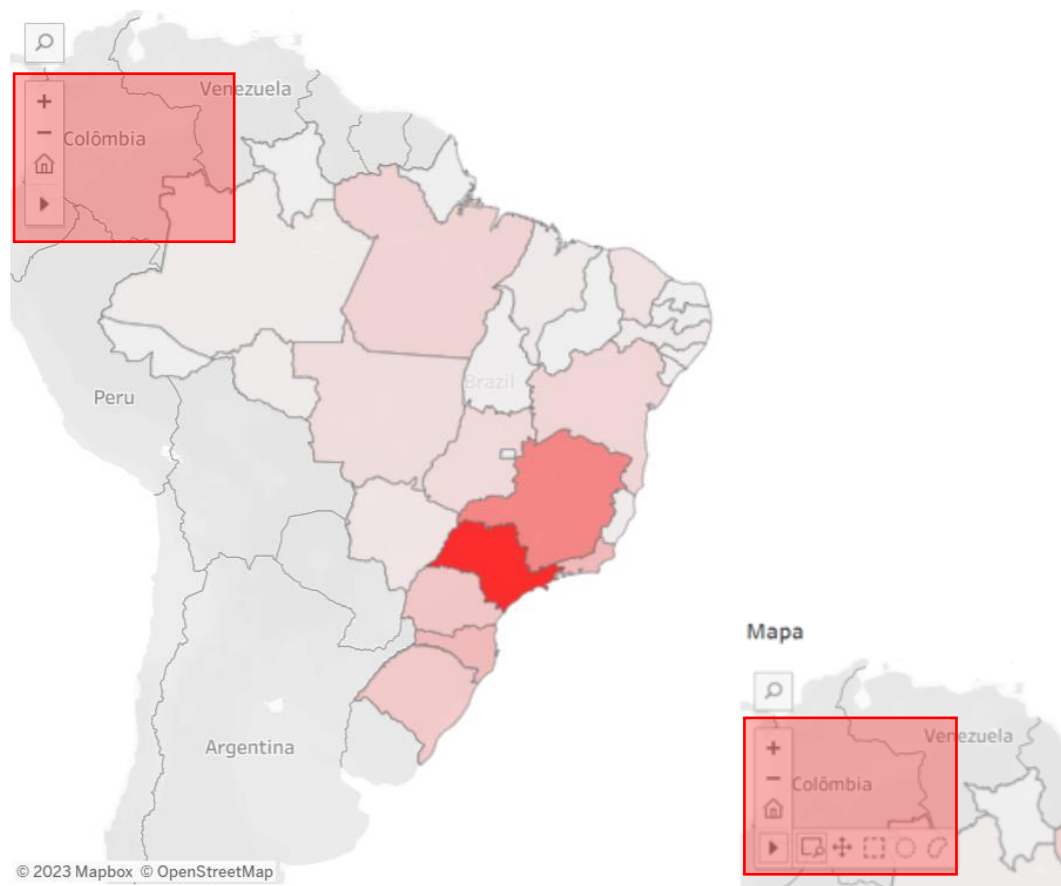 Venezuela
Colômbia
Brazil
Peru
Argentina
© 2023 Mapbox © OpenStreetMap
Mapa
Venezuela
Colômbia